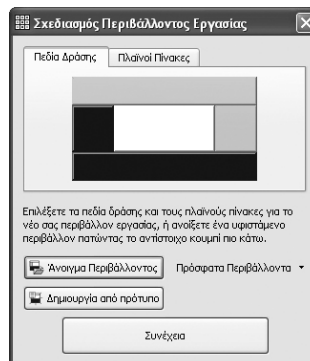 Σχεδιασμός Περιβάλλοντος Εργασίας
Πεδία Δράσης Πλαϊνοί Πίνακες
Επιλέξετε τα πεδία δράσης και τους πλαϊνούς πίνακες για το
νέο σας περιβάλλον εργασίας, ή ανοίξετε ένα υφιστάμενο
περιβάλλον πατώντας το αντίστοιχο κουμπί πιο κάτω.
Άνοιγμα Περιβάλλοντος Πρόσφατα Περιβάλλοντα
Δημιουργία από πρότυπο
Συνέχεια